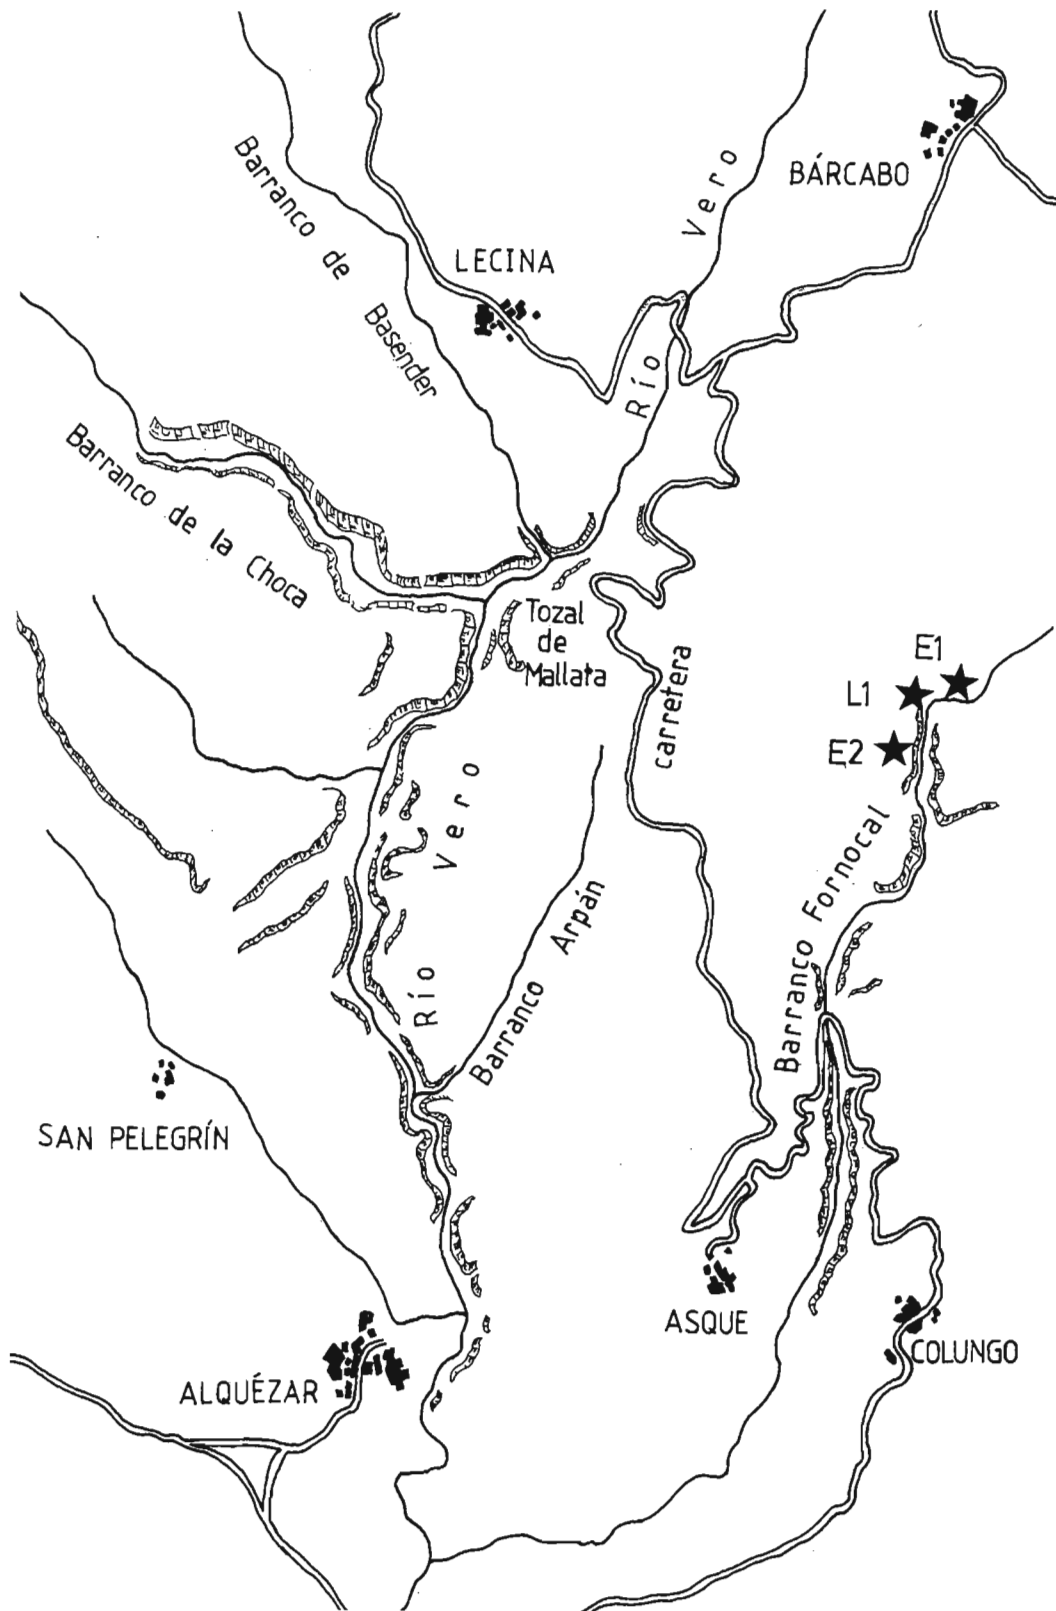 BÁRCABO
Río Vero
Barranco de Basender
LECINA
Barranco de la Choca
Tozal
de
Mallata
carretera
E1
L1
E2
Río Vero
Barranco Fornocal
Barranco Arpán
SAN PELEGRÍN
ASQUE
COLUNGO
ALQUÉZAR